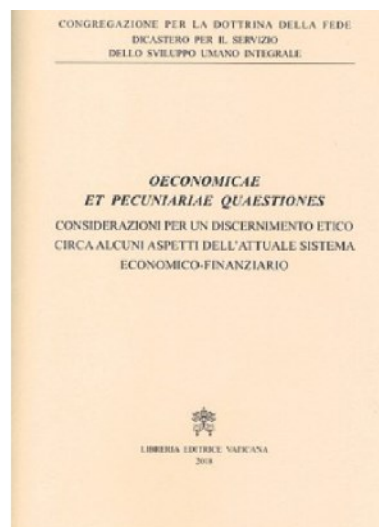 CONGREGAZIONE PER LA DOTTRINA DELLA FEDE
DICASTERO PER IL SERVIZIO
DELLO SVILUPPO UMANO INTEGRALE
OECONOMICAE
ET PECUNIARIAE QUAESTIONES
CONSIDERAZIONI PER UN DISCERNIMENTO ETICO
CIRCA ALCUNI ASPETTI DELL'ATTUALE SISTEMA
ECONOMICO-FINANZIARIO
LIBRERIA EDITRICE VATICANA
2018